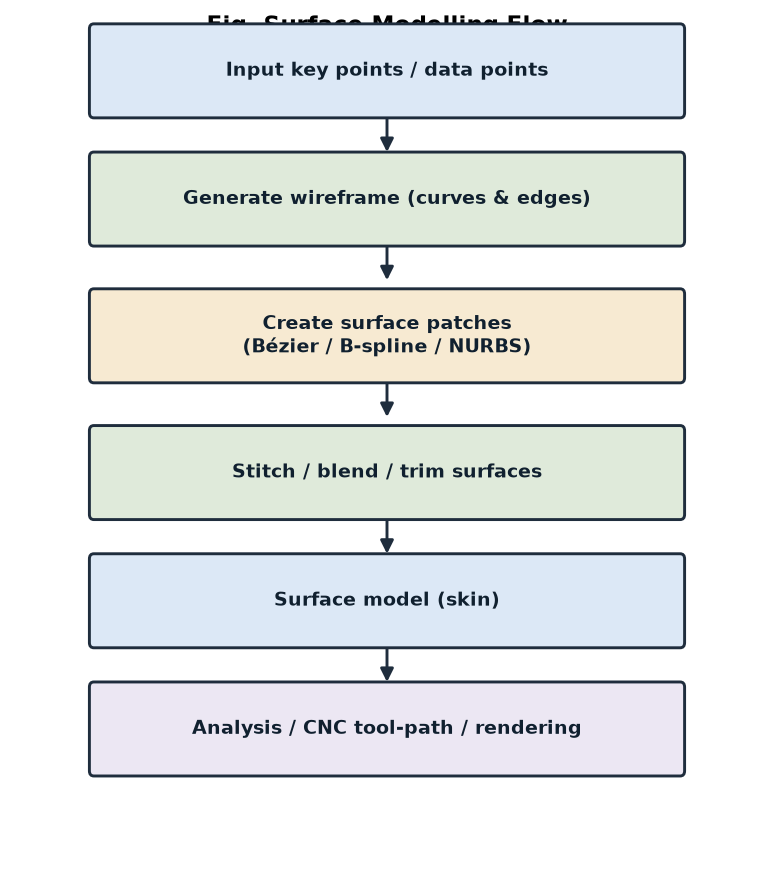 Fig. Surface Modelling Flow
Input key points / data points
Generate wireframe (curves & edges)
Create surface patches
(Bézier / B-spline / NURBS)
Stitch / blend / trim surfaces
Surface model (skin)
Analysis / CNC tool-path / rendering